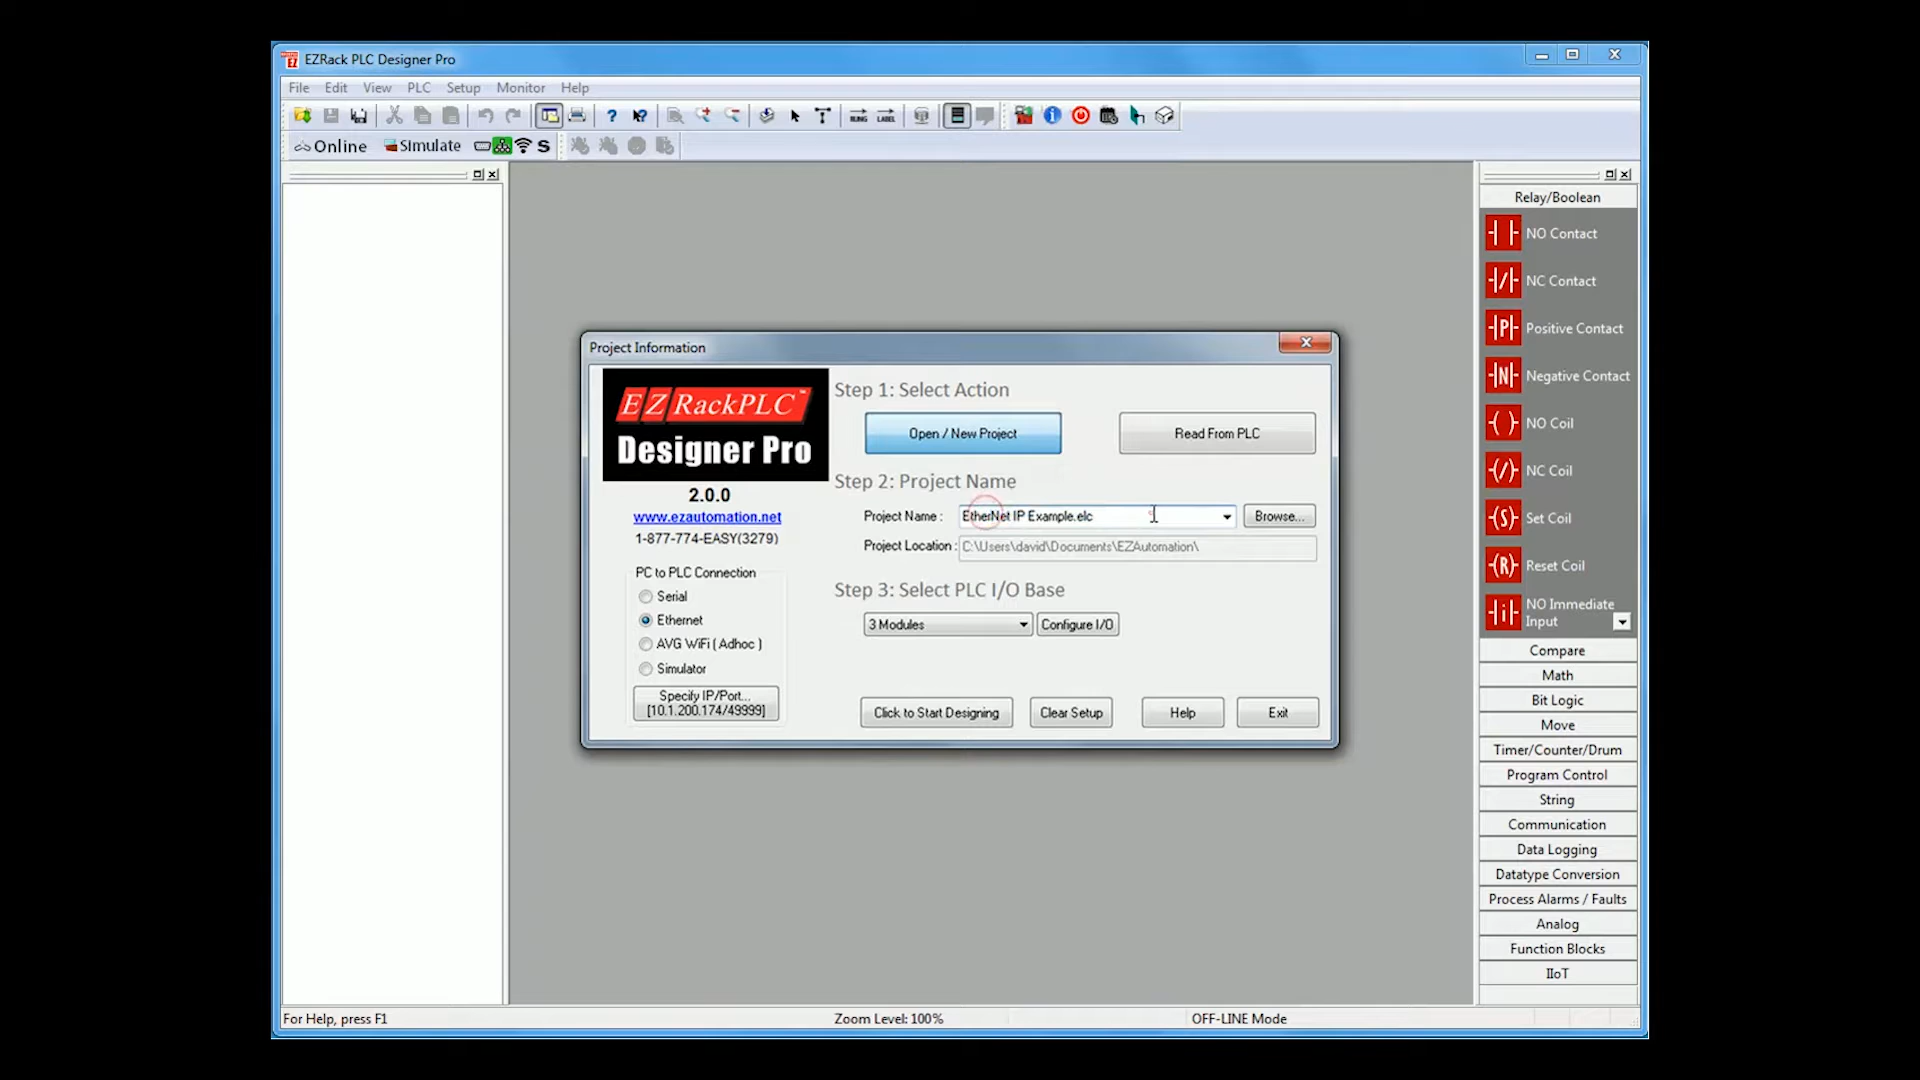 EZRack PLC Designer Pro
File Edit View PLC Setup Monitor Help
RUNG LABEL
Online Simulate S
Relay/Boolean
NO Contact
NC Contact
Positive Contact
Negative Contact
NO Coil
NC Coil
Set Coil
Reset Coil
NO Immediate
Input
Compare
Math
Bit Logic
Move
Timer/Counter/Drum
Program Control
String
Communication
Data Logging
Datatype Conversion
Process Alarms / Faults
Analog
Function Blocks
IIoT
Project Information
EZ RackPLC™
Designer Pro
2.0.0
www.ezautomation.net
1-877-774-EASY(3279)
PC to PLC Connection
Serial
Ethernet
AVG WiFi ( Adhoc )
Simulator
Specify IP/Port...
[10.1.200.174/49999]
Step 1: Select Action
Open / New Project Read From PLC
Step 2: Project Name
Project Name : EtherNet IP Example.elc Browse...
Project Location : C:\Users\david\Documents\EZAutomation\
Step 3: Select PLC I/O Base
3 Modules Configure I/O
Click to Start Designing Clear Setup Help Exit
For Help, press F1 Zoom Level: 100% OFF-LINE Mode